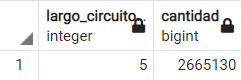 largo_circuito cantidad
integer bigint
1 5 2665130